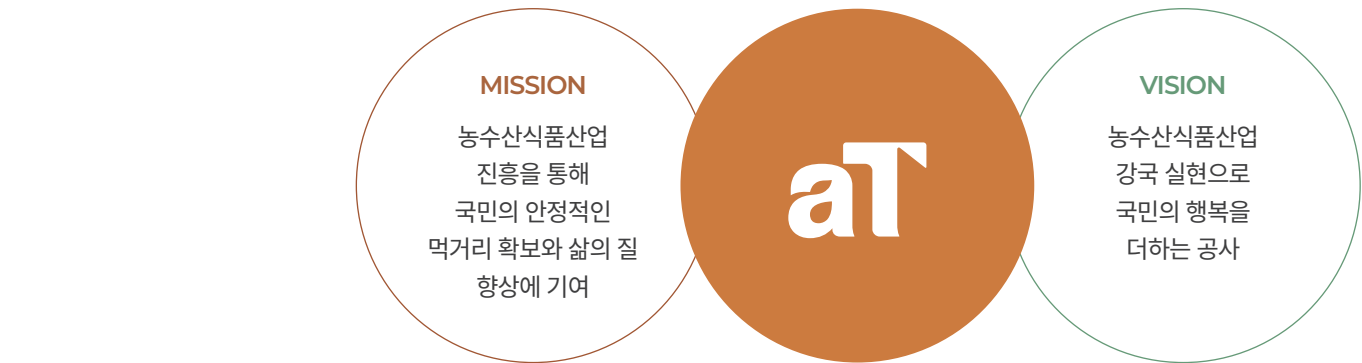 MISSION
농수산식품산업
진흥을 통해
국민의 안정적인
먹거리 확보와 삶의 질
향상에 기여
aT
VISION
농수산식품산업
강국 실현으로
국민의 행복을
더하는 공사